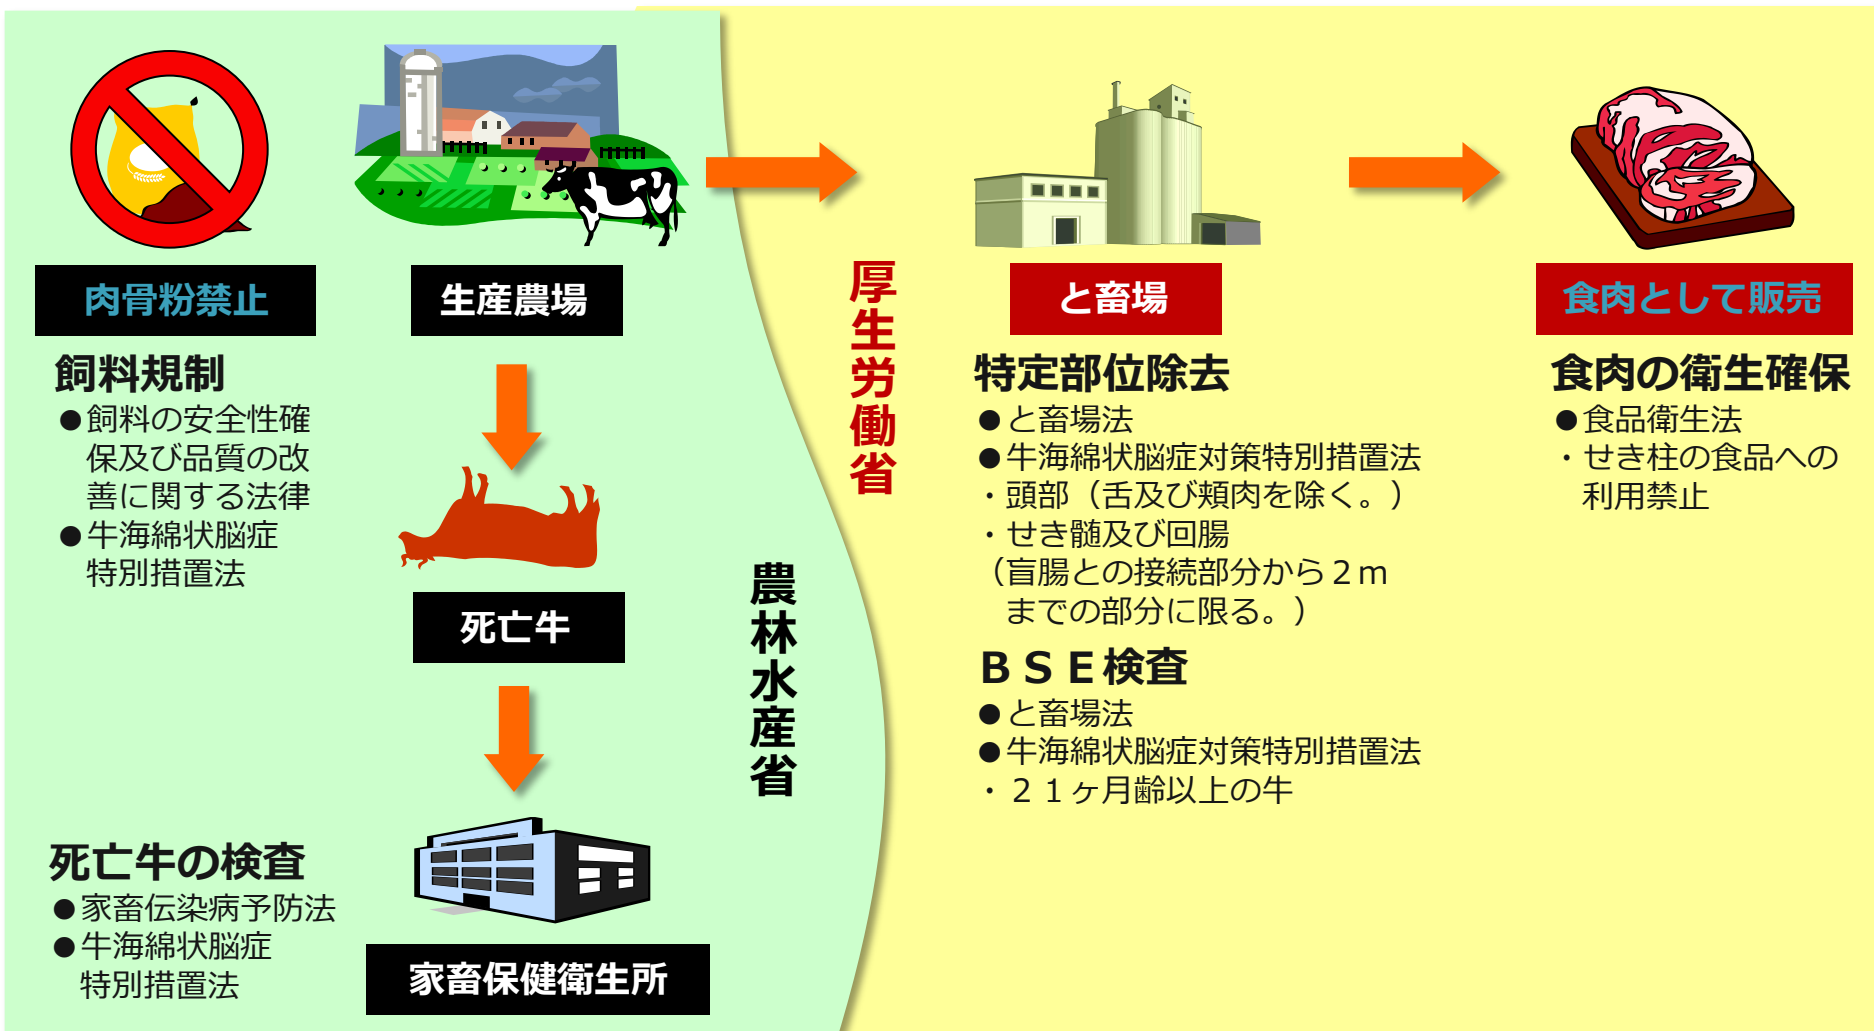 肉骨粉禁止
飼料規制
●飼料の安全性確
保及び品質の改
善に関する法律
●牛海綿状脳症
特別措置法
生産農場
死亡牛
死亡牛の検査
●家畜伝染病予防法
●牛海綿状脳症
特別措置法
家畜保健衛生所
農林水産省
厚生労働省
と畜場
特定部位除去
●と畜場法
●牛海綿状脳症対策特別措置法
・頭部（舌及び頬肉を除く。）
・せき髄及び回腸
（盲腸との接続部分から２ｍ
までの部分に限る。）
ＢＳＥ検査
●と畜場法
●牛海綿状脳症対策特別措置法
・２１ヶ月齢以上の牛
食肉として販売
食肉の衛生確保
●食品衛生法
・せき柱の食品への
利用禁止